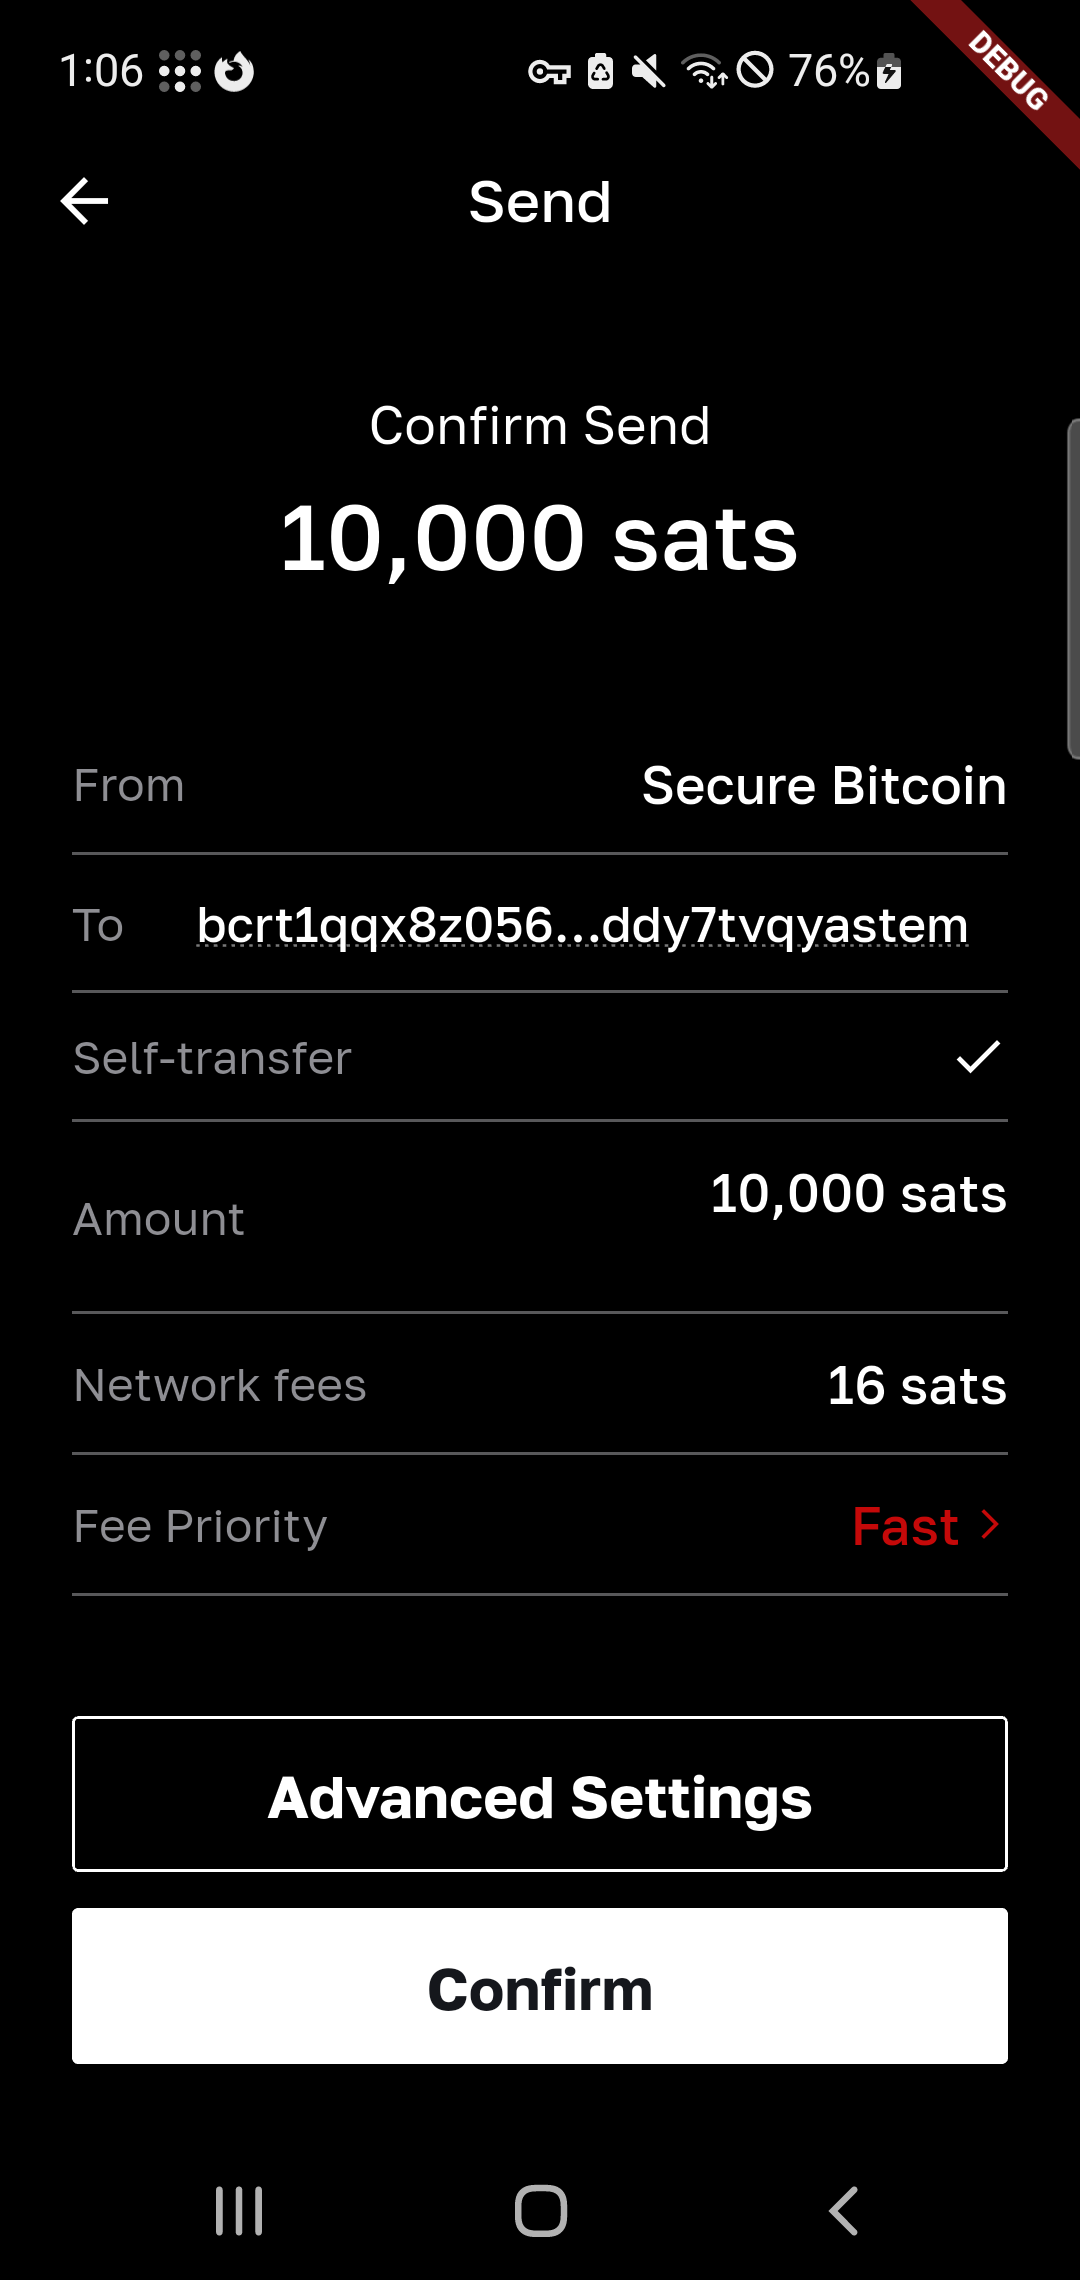 1:06
76%
DEBUG
Send
Confirm Send
10,000 sats
From Secure Bitcoin
To bcrt1qqx8z056...ddy7tvqyastem
Self-transfer
Amount 10,000 sats
Network fees 16 sats
Fee Priority Fast
Advanced Settings
Confirm